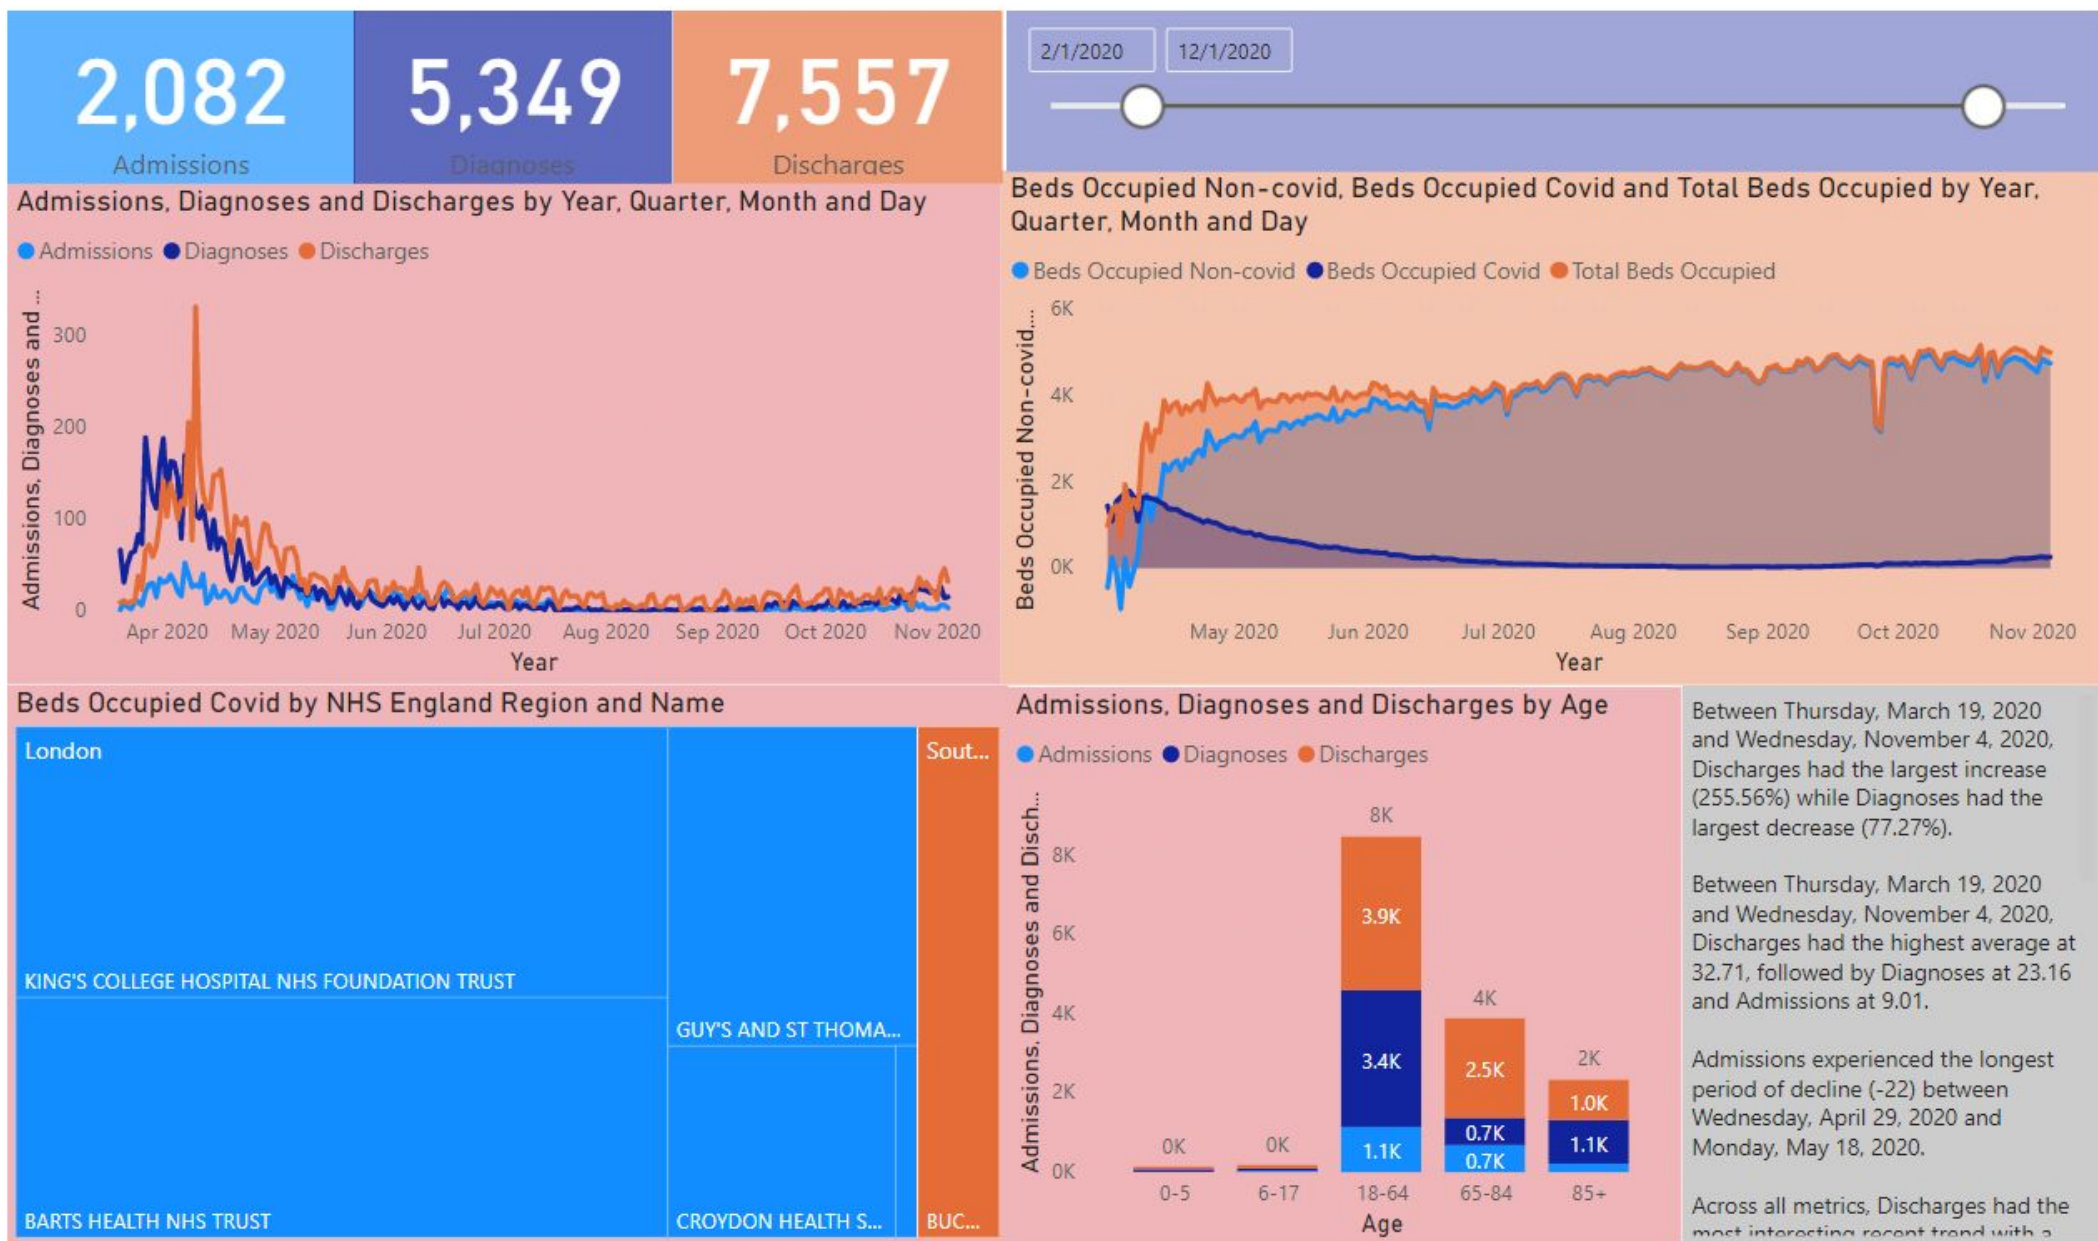 2,082
Admissions
5,349
Diagnoses
7,557
Discharges
2/1/2020
12/1/2020
Admissions, Diagnoses and Discharges by Year, Quarter, Month and Day
Admissions Diagnoses Discharges
Admissions, Diagnoses and ...
300
200
100
0
Apr 2020 May 2020 Jun 2020 Jul 2020 Aug 2020 Sep 2020 Oct 2020 Nov 2020
Year
Beds Occupied Non-covid, Beds Occupied Covid and Total Beds Occupied by Year,
Quarter, Month and Day
Beds Occupied Non-covid Beds Occupied Covid Total Beds Occupied
Beds Occupied Non-covid,...
6K
4K
2K
0K
May 2020 Jun 2020 Jul 2020 Aug 2020 Sep 2020 Oct 2020 Nov 2020
Year
Beds Occupied Covid by NHS England Region and Name
London
KING'S COLLEGE HOSPITAL NHS FOUNDATION TRUST
BARTS HEALTH NHS TRUST
GUY'S AND ST THOMA...
CROYDON HEALTH S...
Sout...
BUC...
Admissions, Diagnoses and Discharges by Age
Admissions Diagnoses Discharges
Admissions, Diagnoses and Disch...
8K
6K
4K
2K
0K
0K
0K
8K
3.9K
3.4K
1.1K
4K
2.5K
0.7K
0.7K
2K
1.0K
1.1K
0-5 6-17 18-64 65-84 85+
Age
Between Thursday, March 19, 2020
and Wednesday, November 4, 2020,
Discharges had the largest increase
(255.56%) while Diagnoses had the
largest decrease (77.27%).
Between Thursday, March 19, 2020
and Wednesday, November 4, 2020,
Discharges had the highest average at
32.71, followed by Diagnoses at 23.16
and Admissions at 9.01.
Admissions experienced the longest
period of decline (-22) between
Wednesday, April 29, 2020 and
Monday, May 18, 2020.
Across all metrics, Discharges had the
most interesting recent trend with a